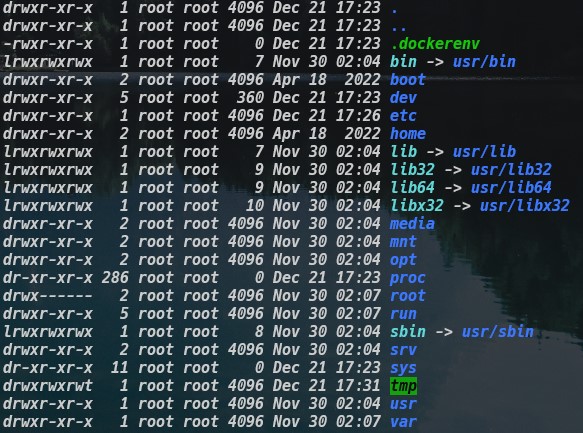 drwxr-xr-x   1 root root 4096 Dec 21 17:23 .
drwxr-xr-x   1 root root 4096 Dec 21 17:23 ..
-rwxr-xr-x   1 root root    0 Dec 21 17:23 .dockerenv
lrwxrwxrwx   1 root root    7 Nov 30 02:04 bin -> usr/bin
drwxr-xr-x   2 root root 4096 Apr 18  2022 boot
drwxr-xr-x   5 root root  360 Dec 21 17:23 dev
drwxr-xr-x   1 root root 4096 Dec 21 17:26 etc
drwxr-xr-x   2 root root 4096 Apr 18  2022 home
lrwxrwxrwx   1 root root    7 Nov 30 02:04 lib -> usr/lib
lrwxrwxrwx   1 root root    9 Nov 30 02:04 lib32 -> usr/lib32
lrwxrwxrwx   1 root root    9 Nov 30 02:04 lib64 -> usr/lib64
lrwxrwxrwx   1 root root   10 Nov 30 02:04 libx32 -> usr/libx32
drwxr-xr-x   2 root root 4096 Nov 30 02:04 media
drwxr-xr-x   2 root root 4096 Nov 30 02:04 mnt
drwxr-xr-x   2 root root 4096 Nov 30 02:04 opt
dr-xr-xr-x 286 root root    0 Dec 21 17:23 proc
drwx------   2 root root 4096 Nov 30 02:07 root
drwxr-xr-x   5 root root 4096 Nov 30 02:07 run
lrwxrwxrwx   1 root root    8 Nov 30 02:04 sbin -> usr/sbin
drwxr-xr-x   2 root root 4096 Nov 30 02:04 srv
dr-xr-xr-x  11 root root    0 Dec 21 17:23 sys
drwxrwxrwt   1 root root 4096 Dec 21 17:31 tmp
drwxr-xr-x   1 root root 4096 Nov 30 02:04 usr
drwxr-xr-x   1 root root 4096 Nov 30 02:07 var